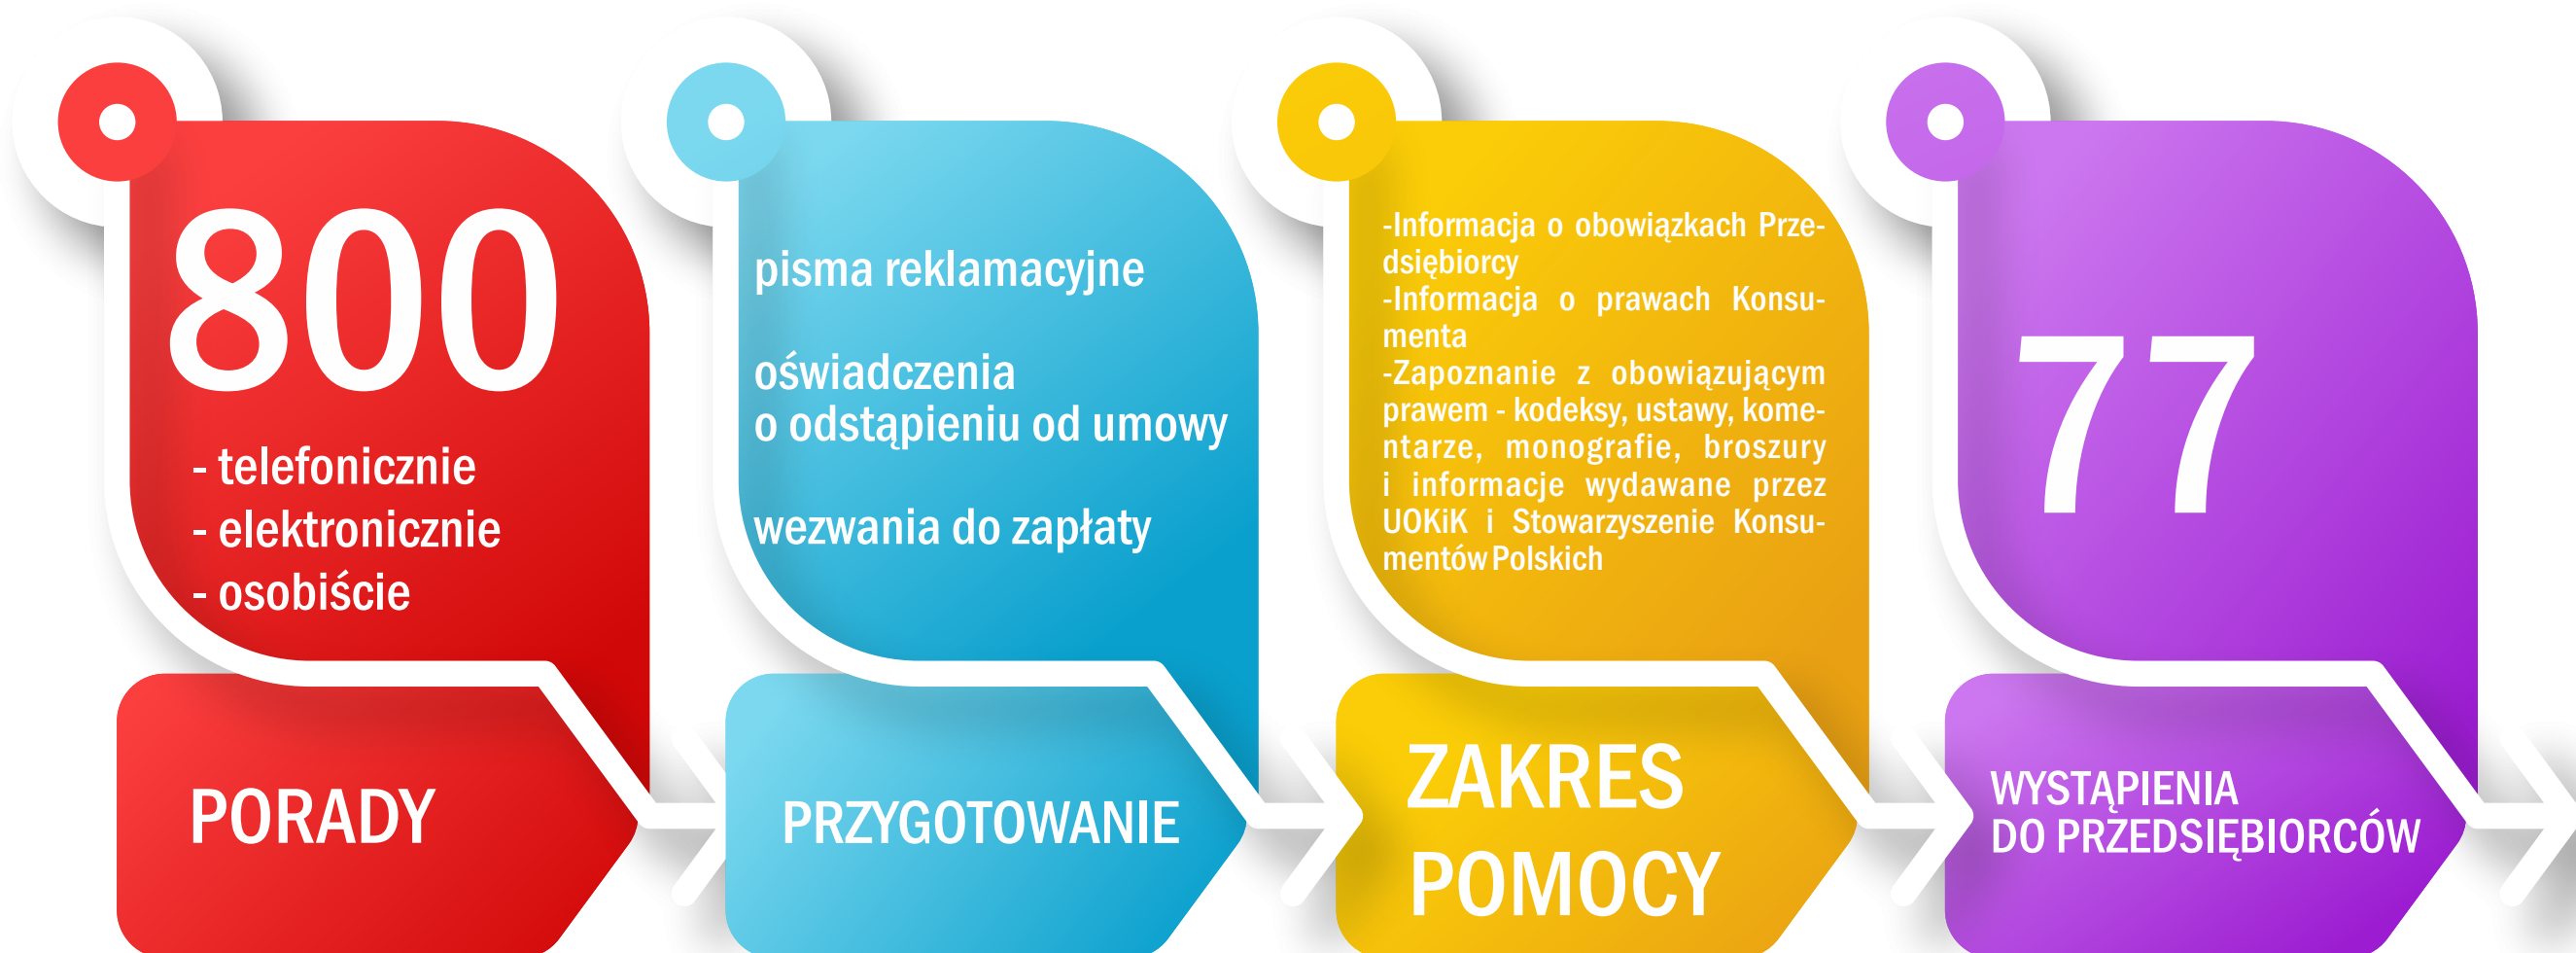 800
- telefonicznie
- elektronicznie
- osobiście
PORADY
pisma reklamacyjne
oświadczenia
o odstąpieniu od umowy
wezwania do zapłaty
PRZYGOTOWANIE
-Informacja o obowiązkach Prze-
dsiębiorcy
-Informacja o prawach Konsu-
menta
-Zapoznanie z obowiązującym
prawem - kodeksy, ustawy, kome-
ntarze, monografie, broszury
i informacje wydawane przez
UOKiK i Stowarzyszenie Konsu-
mentów Polskich
ZAKRES
POMOCY
77
WYSTĄPIENIA
DO PRZEDSIĘBIORCÓW